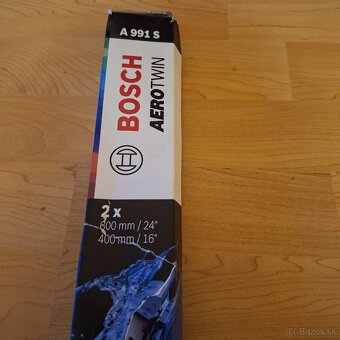 A 991 S
BOSCH
AEROTWIN
2 x
600 mm / 24"
400 mm / 16"
© Bazos.sk